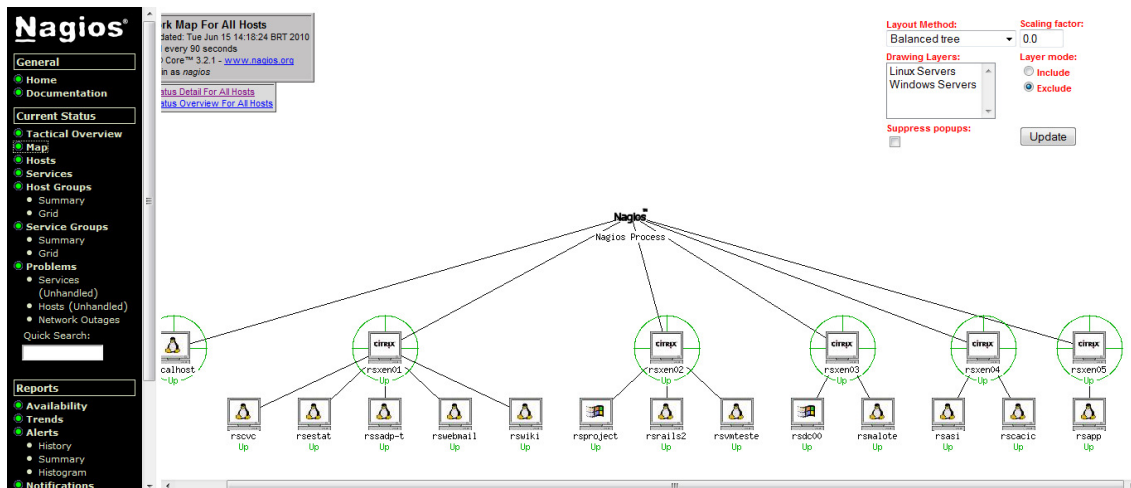 Nagios®
General
Home
Documentation
Current Status
Tactical Overview
Map
Hosts
Services
Host Groups
Summary
Grid
Service Groups
Summary
Grid
Problems
Services
(Unhandled)
Hosts (Unhandled)
Network Outages
Quick Search:
Reports
Availability
Trends
Alerts
History
Summary
Histogram
Notifications
rk Map For All Hosts
dated: Tue Jun 15 14:18:24 BRT 2010
every 90 seconds
Core™ 3.2.1 - www.nagios.org
in as nagios
atus Detail For All Hosts
atus Overview For All Hosts
Layout Method:
Scaling factor:
Balanced tree
0.0
Drawing Layers:
Layer mode:
Linux Servers
Windows Servers
Include
Exclude
Suppress popups:
Update
Nagios™
Nagios Process
citrix citrix citrix citrix citrix
calhost rsxen01 rsxen02 rsxen03 rsxen04 rsxen05
Up Up Up Up Up Up
rscvc rsestat rssadp-t rswebmail rswiki rsproject rsrails2 rsvmteste rsdc00 rsmalote rsasi rscacic rsapp
Up Up Up Up Up Up Up Up Up Up Up Up Up